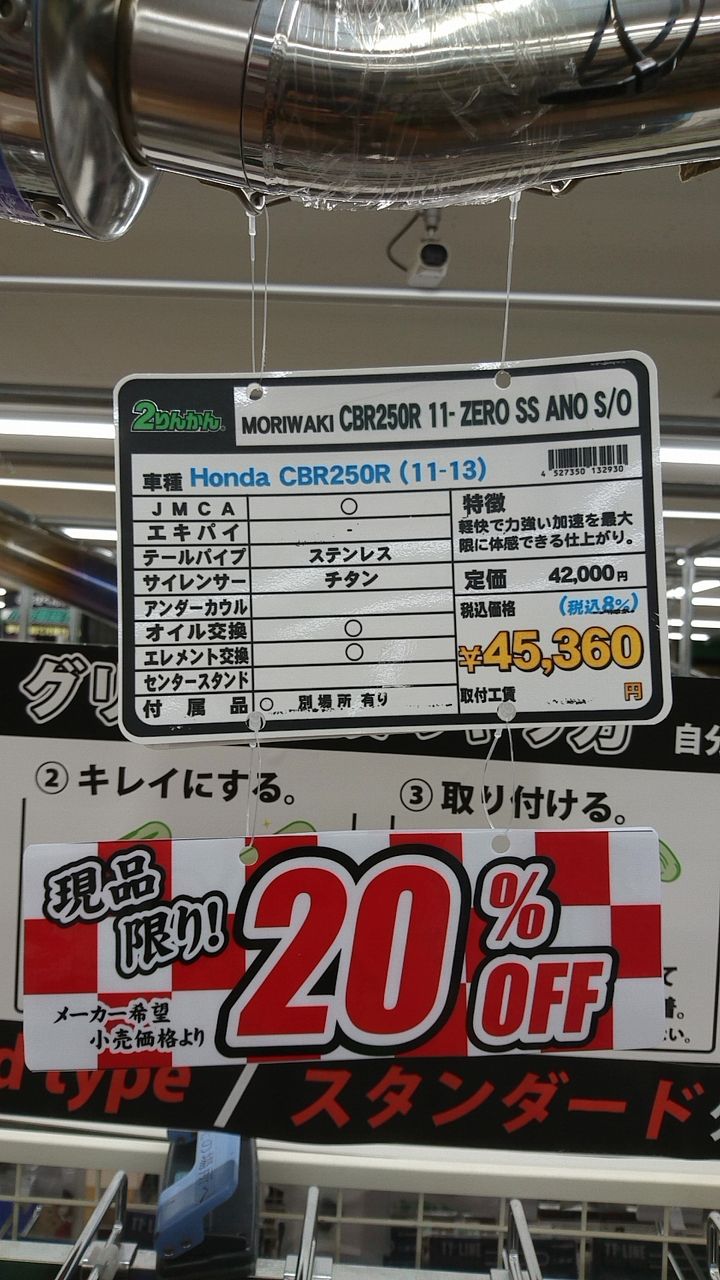 2りんかん
MORIWAKI CBR250R 11- ZERO SS ANO S/O
車種 Honda CBR250R (11-13)
4 527350 132930
JMCA ○
エキパイ -
テールパイプ ステンレス
サイレンサー チタン
アンダーカウル
オイル交換 ○
エレメント交換 ○
センタースタンド
付属品 ○ 別場所 有り
特徴
軽快で力強い加速を最大
限に体感できる仕上がり。
定価 42,000円
税込価格 (税込8%)
¥45,360
取付工賃 円
グリ
自分
②キレイにする。
③取り付ける。
現品
限り!
20% OFF
メーカー希望
小売価格より
d type / スタンダード